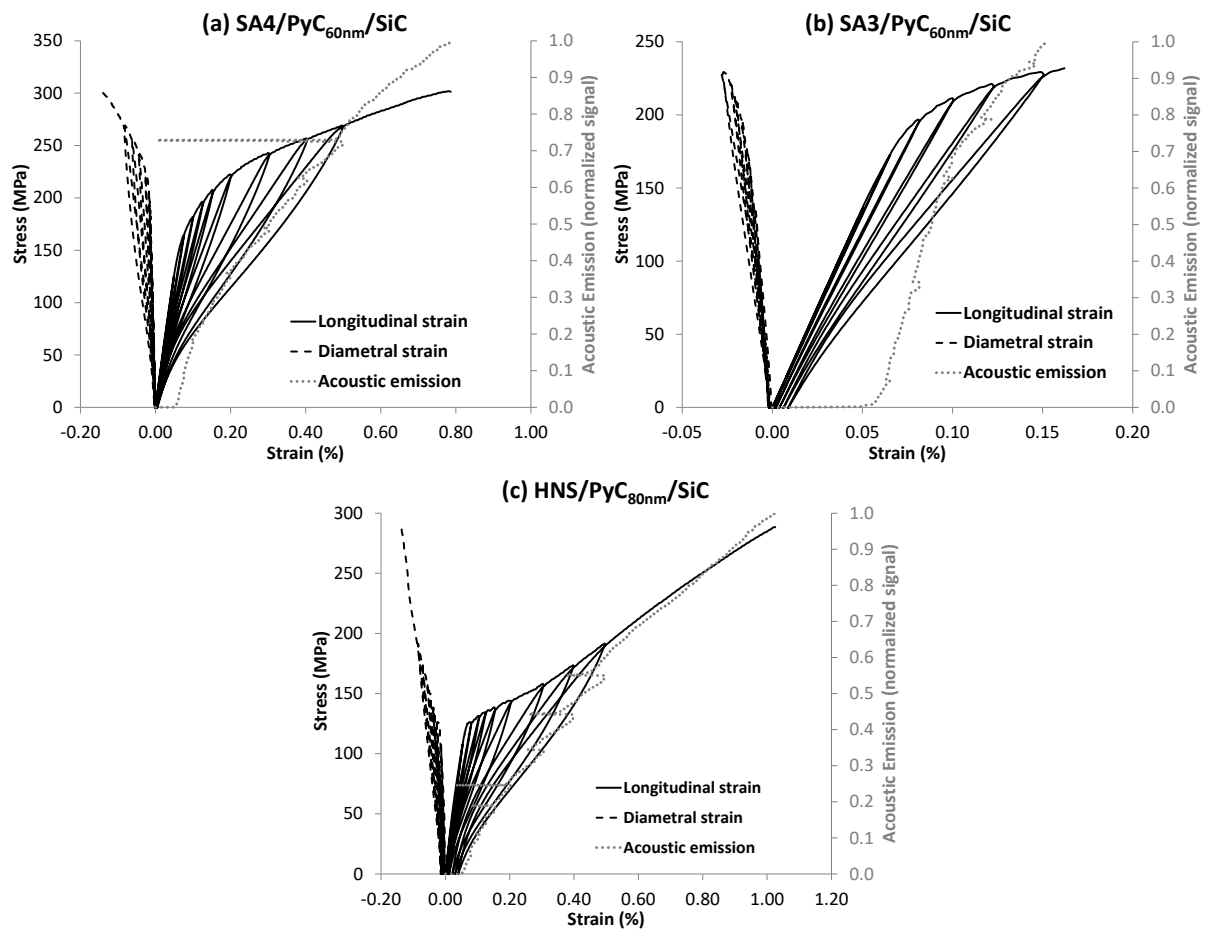 (a) SA4/PyC60nm/SiC
350
300
250
200
150
100
50
0
Stress (MPa)
-0.20 0.00 0.20 0.40 0.60 0.80 1.00
Strain (%)
1.0
0.9
0.8
0.7
0.6
0.5
0.4
0.3
0.2
0.1
0.0
Acoustic Emission (normalized signal)
Longitudinal strain
Diametral strain
Acoustic emission
(b) SA3/PyC60nm/SiC
250
200
150
100
50
0
Stress (MPa)
-0.05 0.00 0.05 0.10 0.15 0.20
Strain (%)
1.0
0.9
0.8
0.7
0.6
0.5
0.4
0.3
0.2
0.1
0.0
Acoustic Emission (normalized signal)
Longitudinal strain
Diametral strain
Acoustic emission
(c) HNS/PyC80nm/SiC
300
250
200
150
100
50
0
Stress (MPa)
-0.20 0.00 0.20 0.40 0.60 0.80 1.00 1.20
Strain (%)
1.0
0.9
0.8
0.7
0.6
0.5
0.4
0.3
0.2
0.1
0.0
Acoustic Emission (normalized signal)
Longitudinal strain
Diametral strain
Acoustic emission